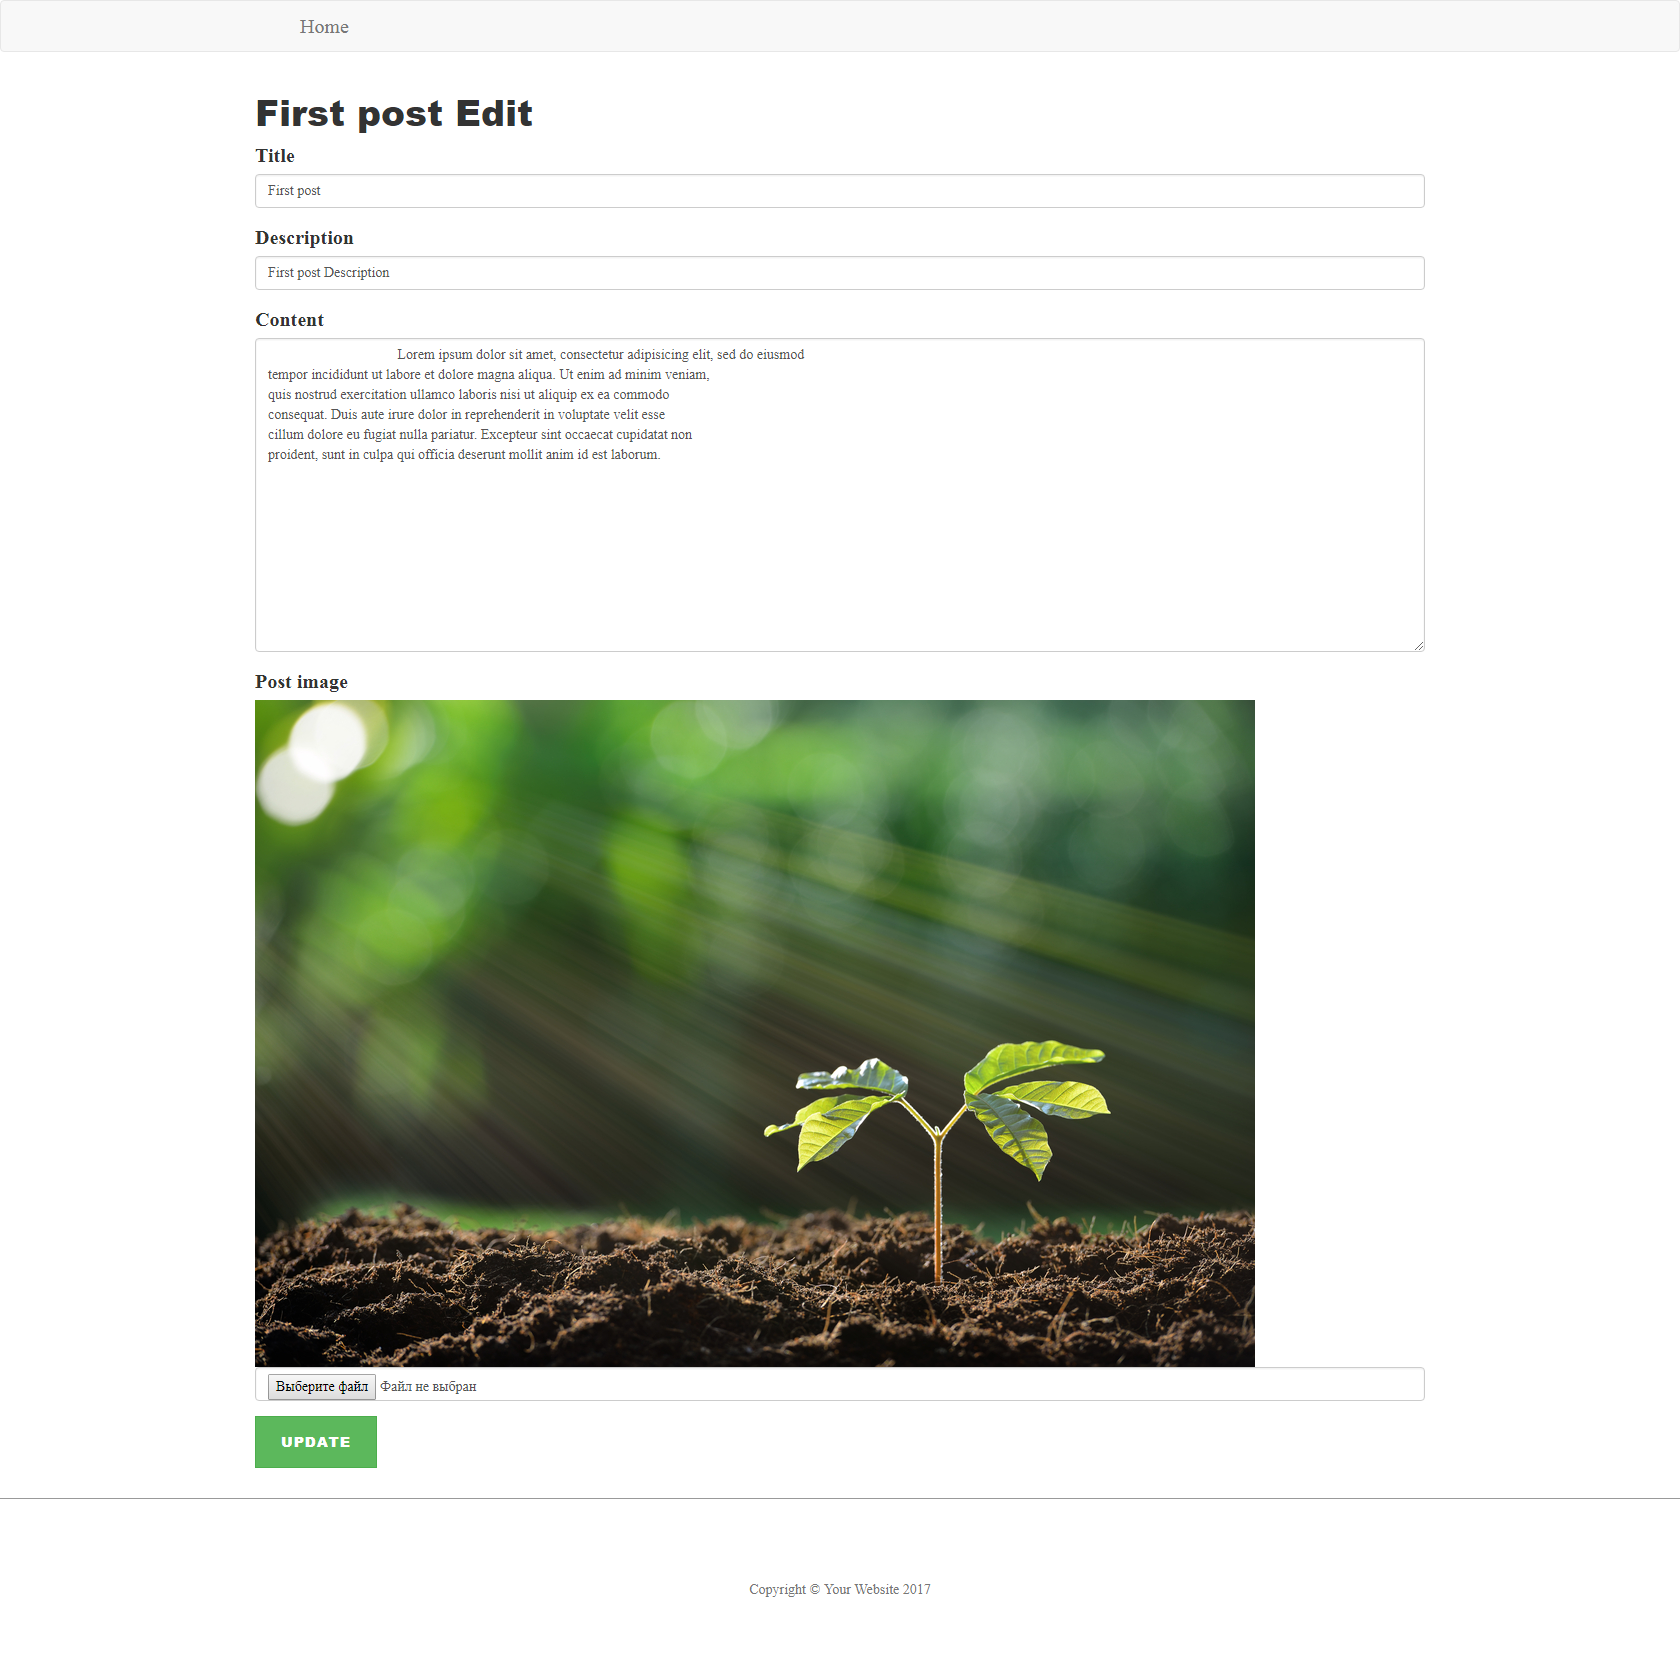 Home
First post Edit
Title
First post
Description
First post Description
Content
Lorem ipsum dolor sit amet, consectetur adipisicing elit, sed do eiusmod
tempor incididunt ut labore et dolore magna aliqua. Ut enim ad minim veniam,
quis nostrud exercitation ullamco laboris nisi ut aliquip ex ea commodo
consequat. Duis aute irure dolor in reprehenderit in voluptate velit esse
cillum dolore eu fugiat nulla pariatur. Excepteur sint occaecat cupidatat non
proident, sunt in culpa qui officia deserunt mollit anim id est laborum.
Post image
Выберите файл Файл не выбран
UPDATE
Copyright © Your Website 2017